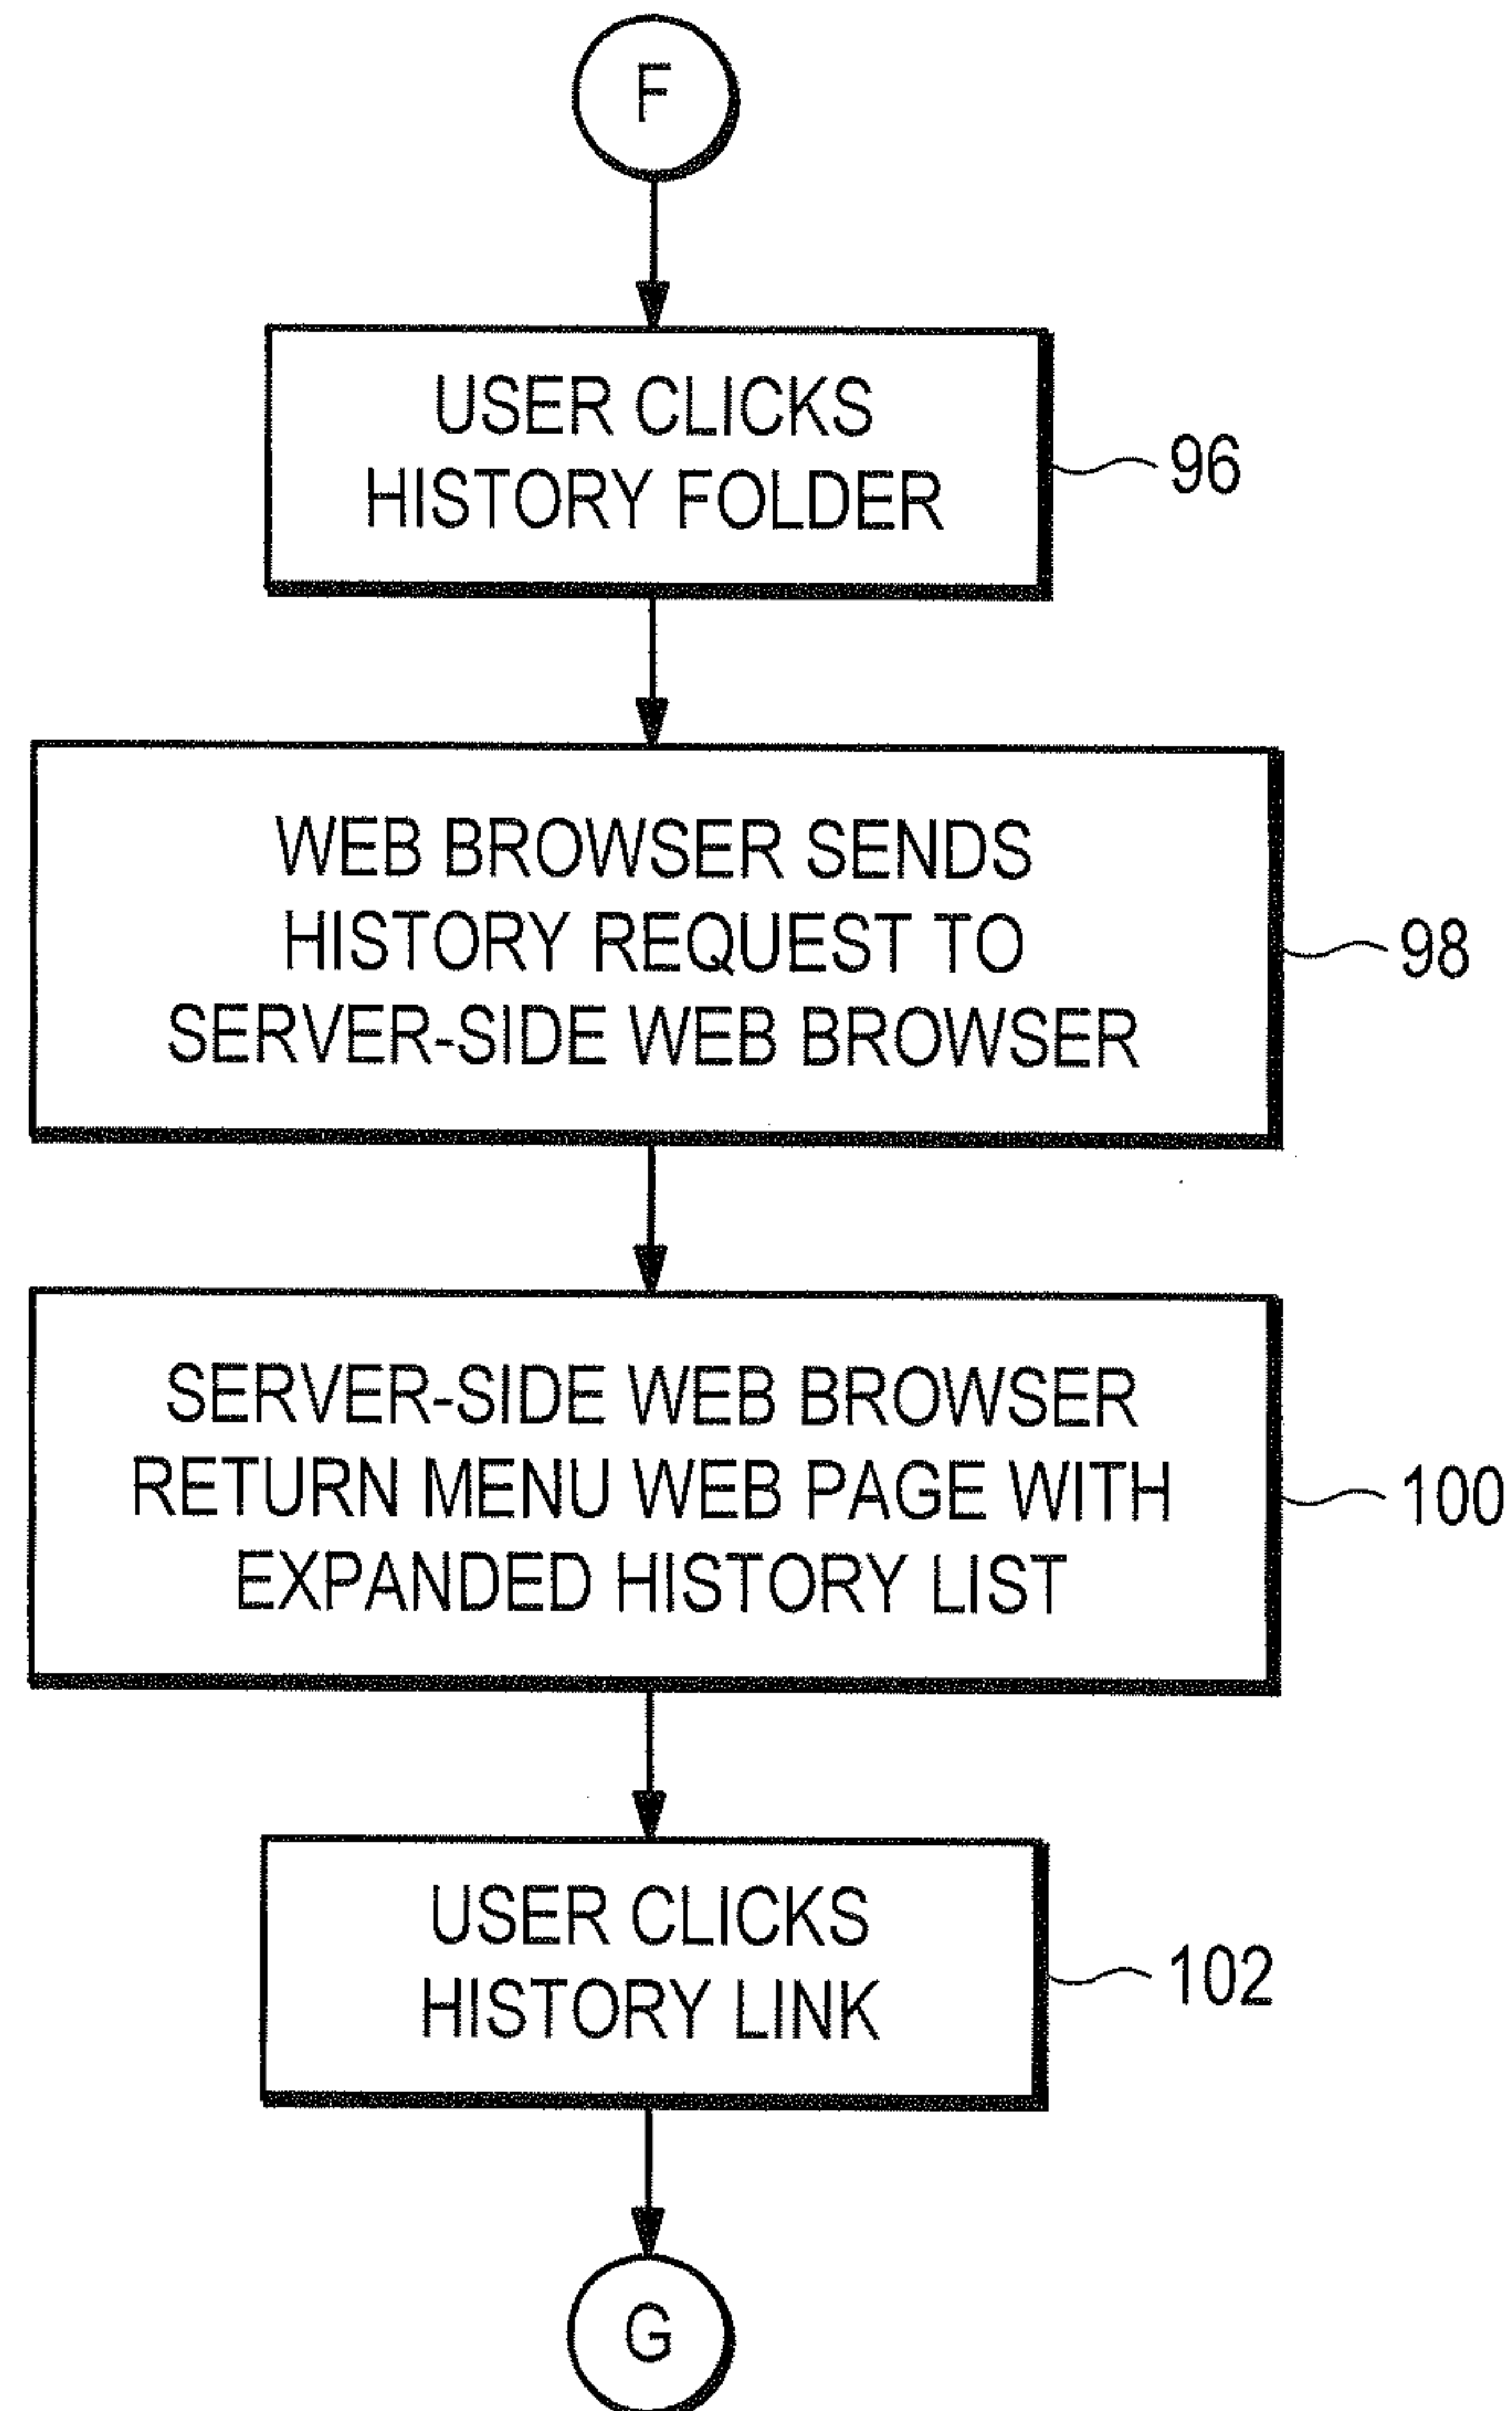 F
USER CLICKS
HISTORY FOLDER
96
WEB BROWSER SENDS
HISTORY REQUEST TO
SERVER-SIDE WEB BROWSER
98
SERVER-SIDE WEB BROWSER
RETURN MENU WEB PAGE WITH
EXPANDED HISTORY LIST
100
USER CLICKS
HISTORY LINK
102
G